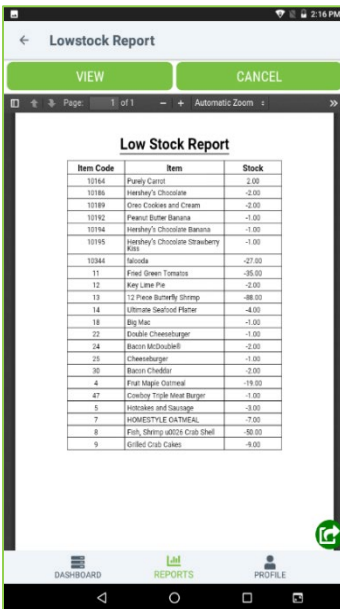 2:16 PM
Lowstock Report
VIEW CANCEL
Page: 1 of 1 Automatic Zoom
Low Stock Report
Item Code Item Stock
10164 Purely Carrot 2.00
10186 Hershey's Chocolate -2.00
10189 Oreo Cookies and Cream -2.00
10192 Peanut Butter Banana -1.00
10194 Hershey's Chocolate Banana -1.00
10195 Hershey's Chocolate Strawberry -1.00
Kiss
10344 falooda -27.00
11 Fried Green Tomatos -35.00
12 Key Lime Pie -2.00
13 12 Piece Butterfly Shrimp -88.00
14 Ultimate Seafood Platter -4.00
18 Big Mac -1.00
22 Double Cheeseburger -1.00
24 Bacon McDouble® -2.00
25 Cheeseburger -1.00
30 Bacon Cheddar -2.00
4 Fruit Maple Oatmeal -19.00
47 Cowboy Triple Meat Burger -1.00
5 Hotcakes and Sausage -3.00
7 HOMESTYLE OATMEAL -7.00
8 Fish, Shrimp u0026 Crab Shell -50.00
9 Grilled Crab Cakes -9.00
DASHBOARD REPORTS PROFILE